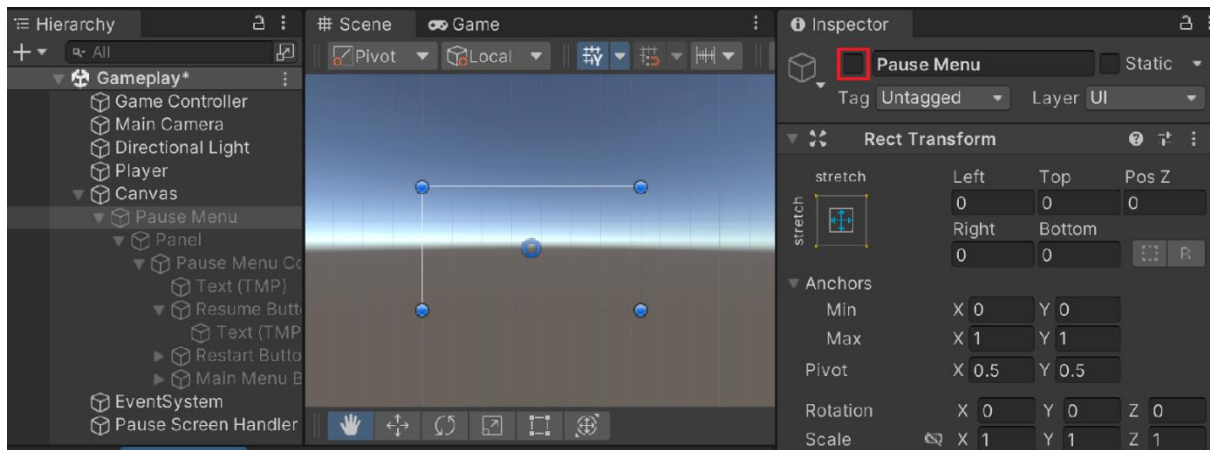 Hierarchy
All
Gameplay*
Game Controller
Main Camera
Directional Light
Player
Canvas
Pause Menu
Panel
Pause Menu Co
Text (TMP)
Resume Butt
Text (TMP
Restart Butto
Main Menu B
EventSystem
Pause Screen Handler
Scene Game
Pivot Local
Inspector
Pause Menu Static
Tag Untagged Layer UI
Rect Transform
stretch Left Top Pos Z
stretch 0 0 0
Right Bottom
0 0 R
Anchors
Min X 0 Y 0
Max X 1 Y 1
Pivot X 0.5 Y 0.5
Rotation X 0 Y 0 Z 0
Scale X 1 Y 1 Z 1